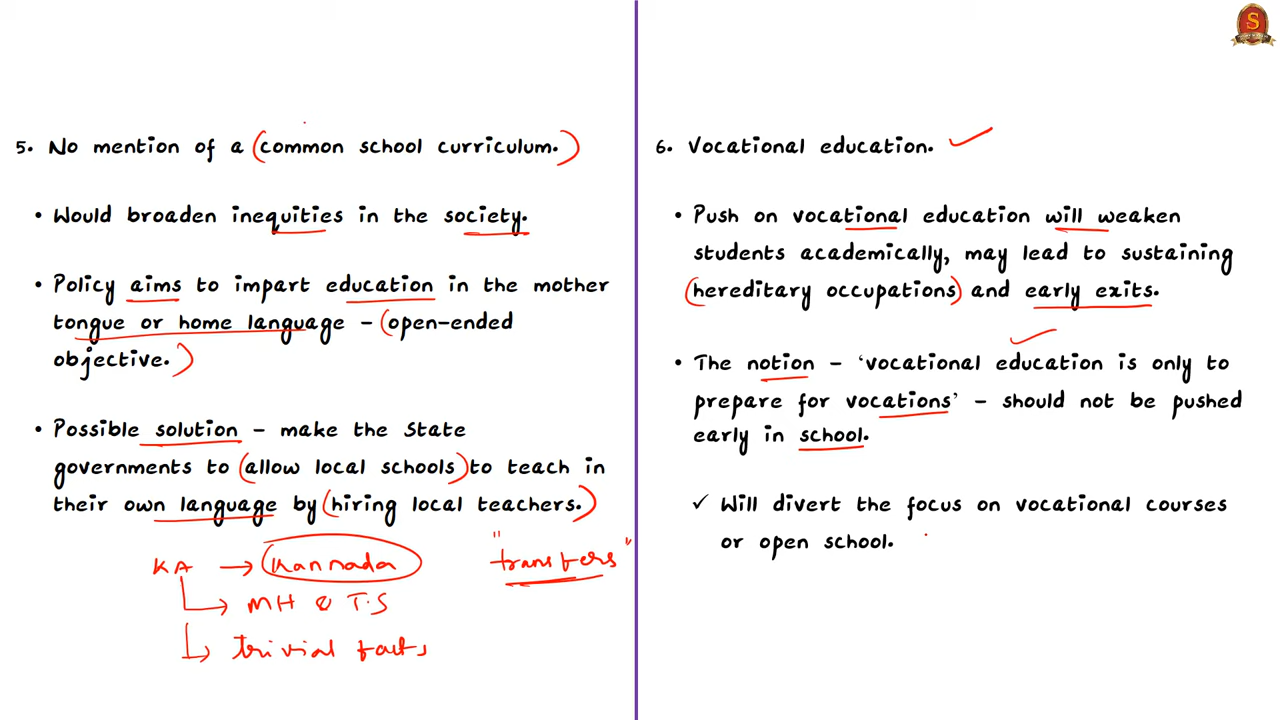 5. No mention of a (common school curriculum.)
• Would broaden inequities in the society.
• Policy aims to impart education in the mother
tongue or home language – (open-ended
objective.)
• Possible solution – make the State
governments to (allow local schools) to teach in
their own language by (hiring local teachers.)
KA → Kannada
"transfers"
→ MH & T.S
→ trivial facts
6. Vocational education. ✓
• Push on vocational education will weaken
students academically, may lead to sustaining
(hereditary occupations) and early exits.
• The notion – ‘vocational education is only to
prepare for vocations’ – should not be pushed
early in school.
✓ Will divert the focus on vocational courses
or open school.
S